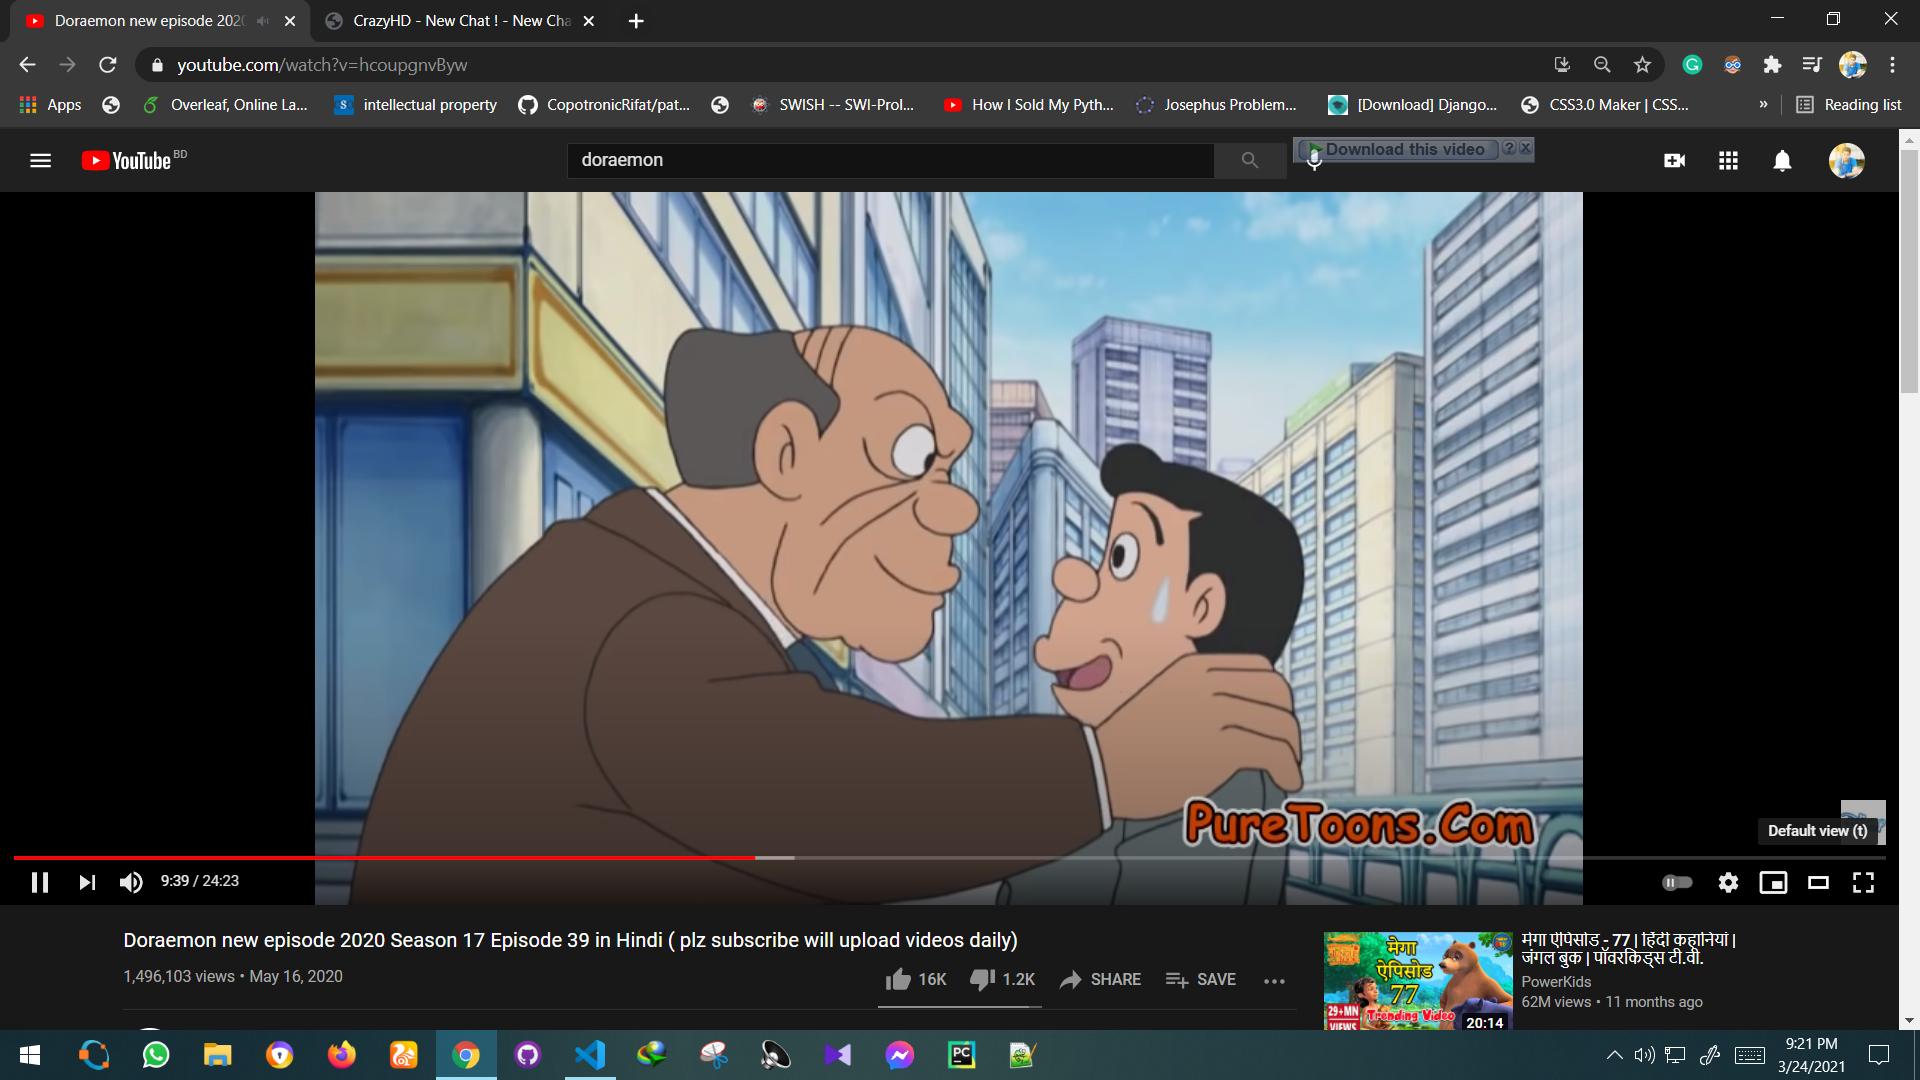 Doraemon new episode 202
CrazyHD - New Chat ! - New Cha
youtube.com/watch?v=hcoupgnvByw
Apps
Overleaf, Online La...
intellectual property
CopotronicRifat/pat...
SWISH -- SWI-Prol...
How I Sold My Pyth...
Josephus Problem...
[Download] Django...
CSS3.0 Maker | CSS...
»
Reading list
YouTube BD
doraemon
Download this video
PureToons.Com
Default view (t)
9:39 / 24:23
Doraemon new episode 2020 Season 17 Episode 39 in Hindi ( plz subscribe will upload videos daily)
1,496,103 views • May 16, 2020
16K
1.2K
SHARE
SAVE
मेगा
ऐपिसोड
77
29+MN
VIEWS
Trending Video
20:14
मेगा ऐपिसोड - 77 | हिंदी कहानियां |
जंगल बुक | पॉवरकिड्स टी.वी.
PowerKids
62M views • 11 months ago
PC
9:21 PM
3/24/2021